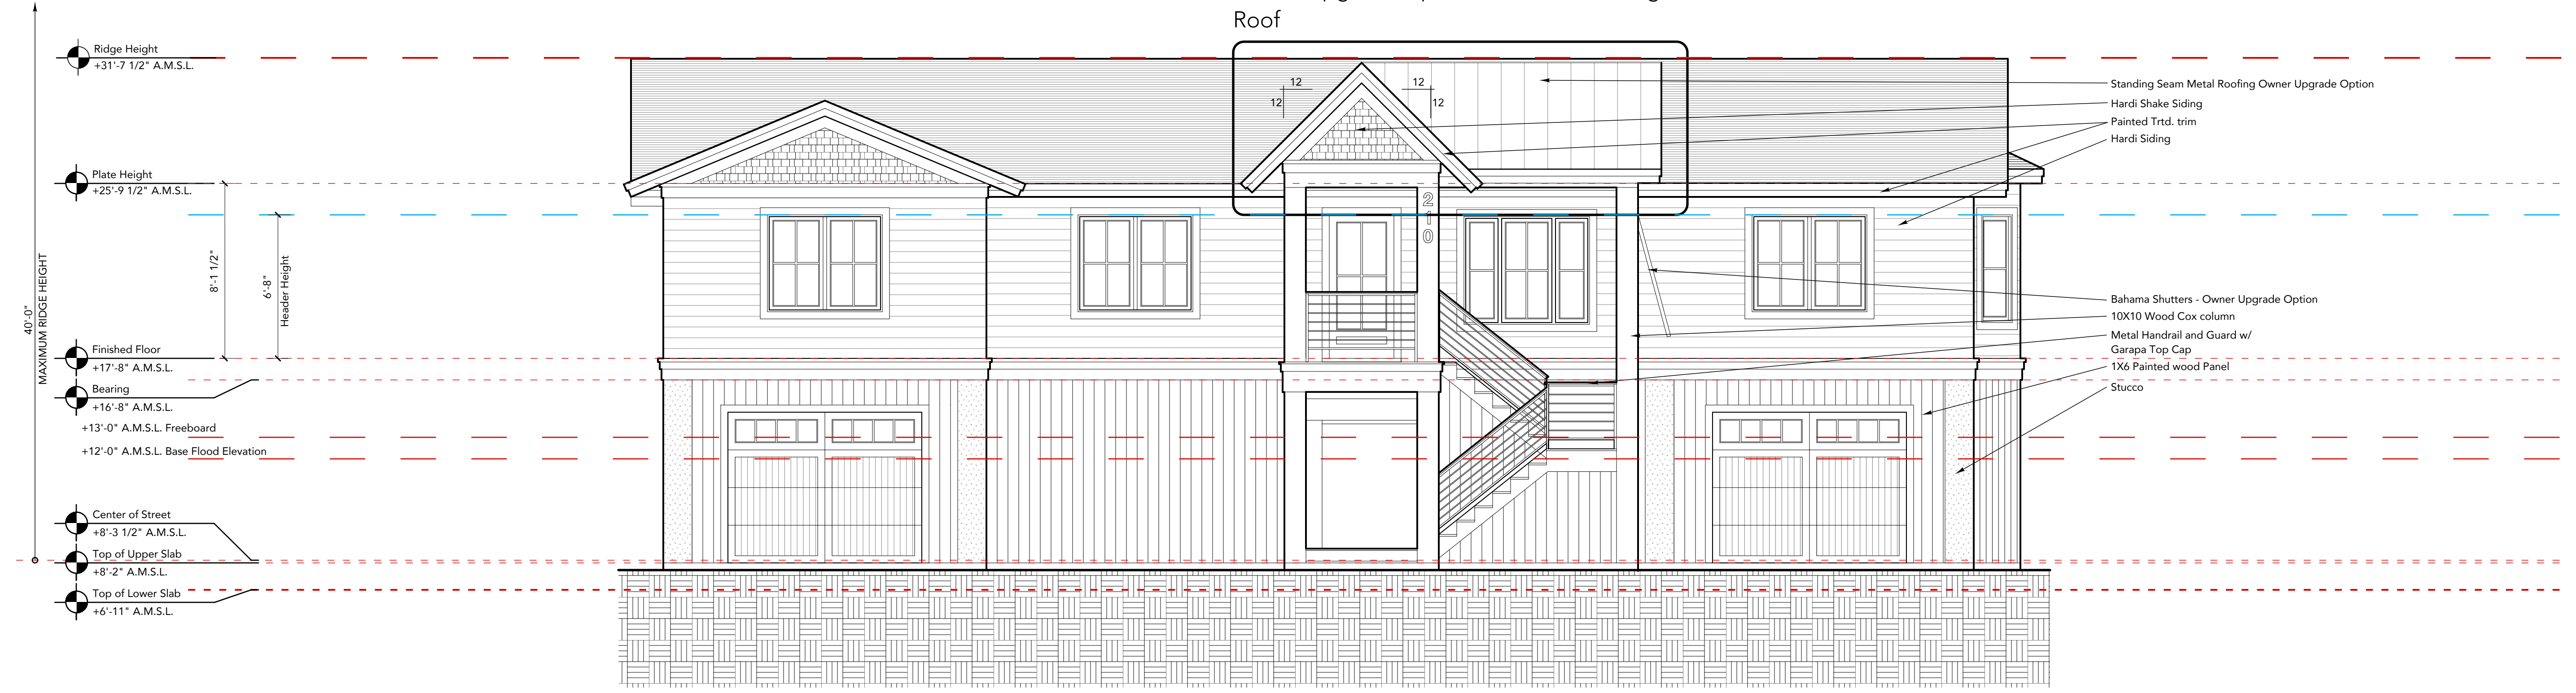 Roof
Ridge Height
+31'-7 1/2" A.M.S.L.
Plate Height
+25'-9 1/2" A.M.S.L.
40'-0"
MAXIMUM RIDGE HEIGHT
8'-1 1/2"
6'-8"
Header Height
Finished Floor
+17'-8" A.M.S.L.
Bearing
+16'-8" A.M.S.L.
+13'-0" A.M.S.L. Freeboard
+12'-0" A.M.S.L. Base Flood Elevation
Center of Street
+8'-3 1/2" A.M.S.L.
Top of Upper Slab
+8'-2" A.M.S.L.
Top of Lower Slab
+6'-11" A.M.S.L.
12
12
12
12
210
Standing Seam Metal Roofing Owner Upgrade Option
Hardi Shake Siding
Painted Trtd. trim
Hardi Siding
Bahama Shutters - Owner Upgrade Option
10X10 Wood Cox column
Metal Handrail and Guard w/
Garapa Top Cap
1X6 Painted wood Panel
Stucco